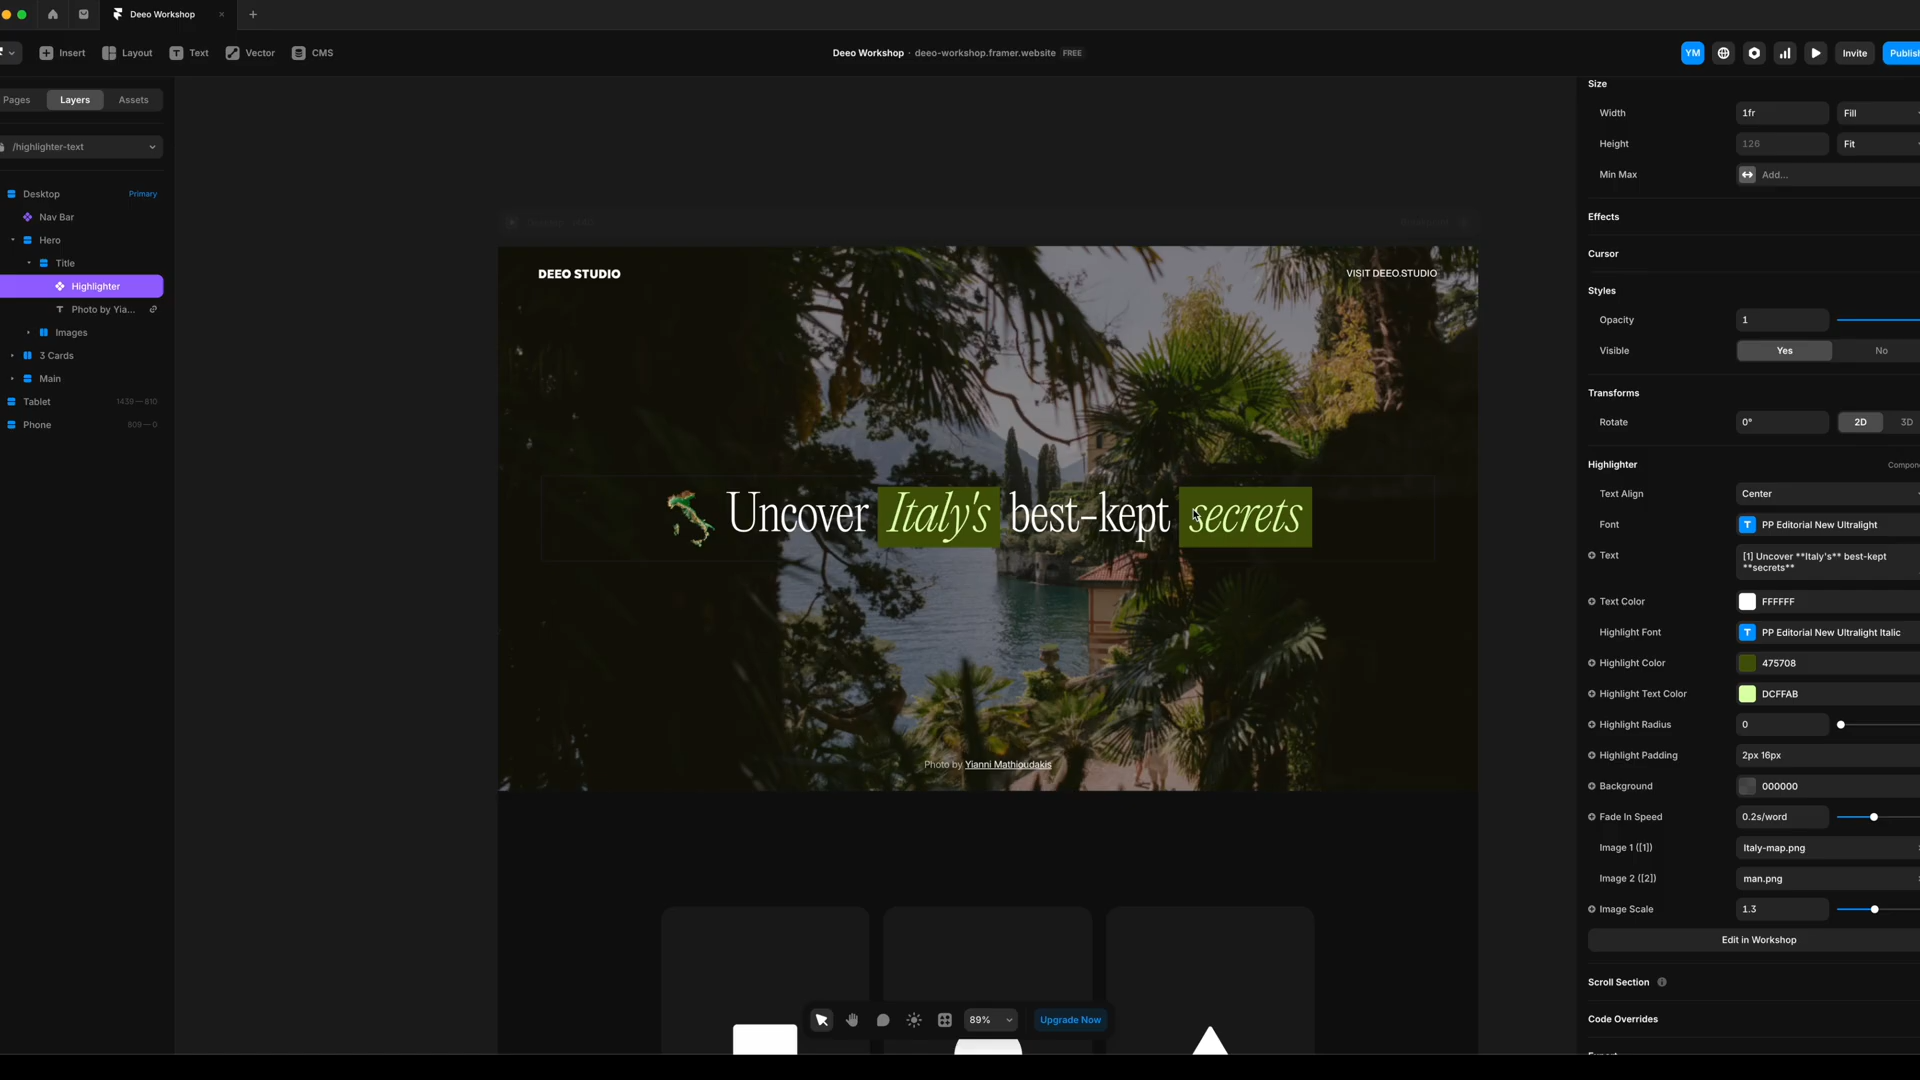 Deeo Workshop
Insert
Layout
Text
Vector
CMS
Deeo Workshop · deeo-workshop.framer.website FREE
YM
Invite
Publish
Pages
Layers
Assets
/highlighter-text
Desktop
Primary
Nav Bar
Hero
Title
Highlighter
Photo by Yia...
Images
3 Cards
Main
Tablet
1439—810
Phone
809—0
DEEO STUDIO
VISIT DEEO.STUDIO
Uncover Italy's best-kept secrets
Photo by Yianni Mathioudakis
89%
Upgrade Now
Size
Width
1fr
Fill
Height
126
Fit
Min Max
Add...
Effects
Cursor
Styles
Opacity
1
Visible
Yes
No
Transforms
Rotate
0°
2D
3D
Highlighter
Compon
Text Align
Center
Font
T
PP Editorial New Ultralight
Text
[1] Uncover **Italy's** best-kept
**secrets**
Text Color
FFFFFF
Highlight Font
T
PP Editorial New Ultralight Italic
Highlight Color
475708
Highlight Text Color
DCFFAB
Highlight Radius
0
Highlight Padding
2px 16px
Background
000000
Fade In Speed
0.2s/word
Image 1 ([1])
Italy-map.png
Image 2 ([2])
man.png
Image Scale
1.3
Edit in Workshop
Scroll Section
Code Overrides